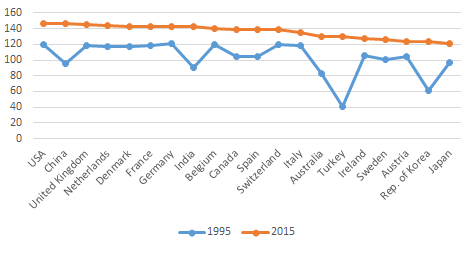 160
140
120
100
80
60
40
20
0
USA
China
United Kingdom
Netherlands
Denmark
France
Germany
India
Belgium
Canada
Spain
Switzerland
Italy
Australia
Turkey
Ireland
Sweden
Austria
Rep. of Korea
Japan
1995
2015